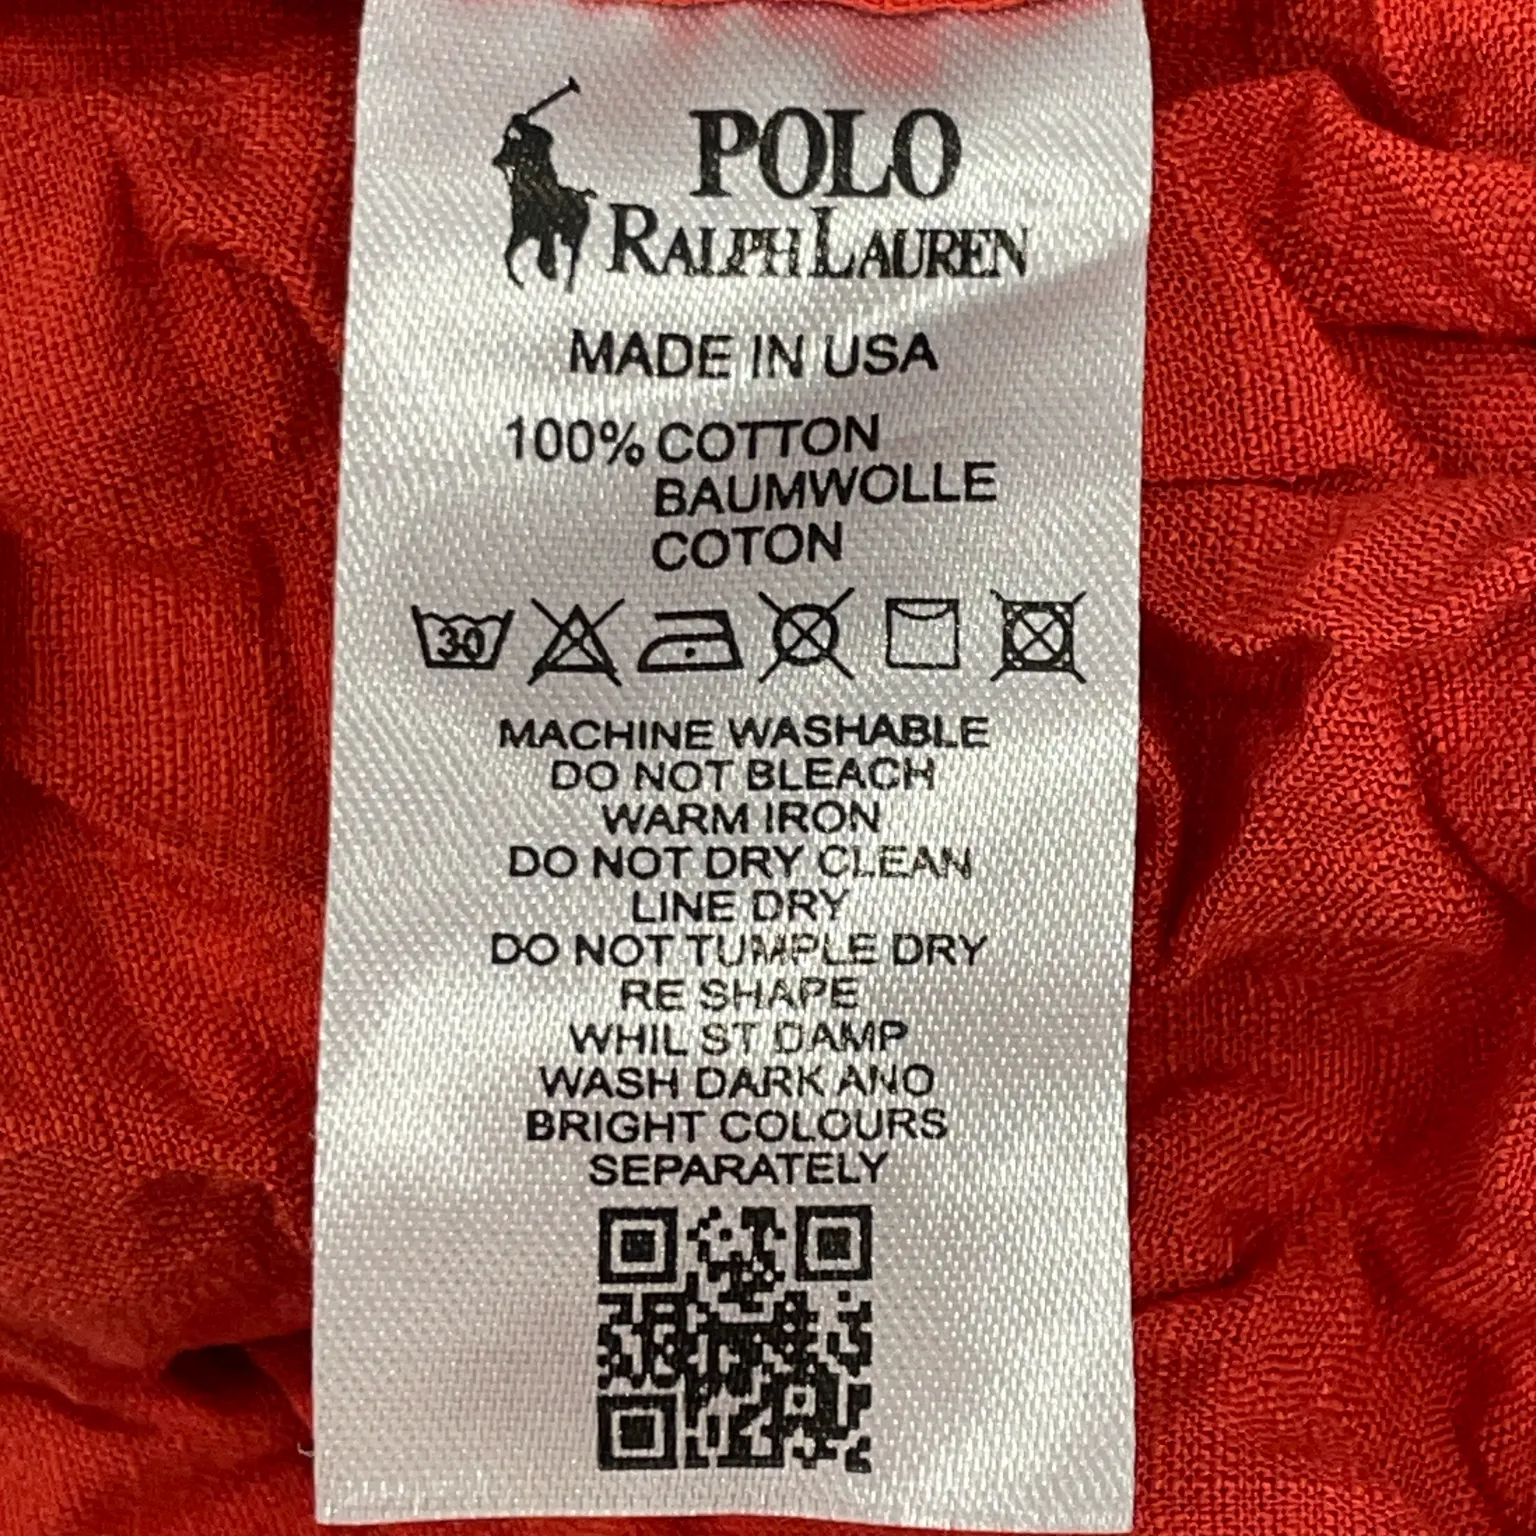 POLO
RALPH LAUREN
MADE IN USA
100% COTTON
BAUMWOLLE
COTON
30
MACHINE WASHABLE
DO NOT BLEACH
WARM IRON
DO NOT DRY CLEAN
LINE DRY
DO NOT TUMPLE DRY
RE SHAPE
WHIL ST DAMP
WASH DARK ANO
BRIGHT COLOURS
SEPARATELY